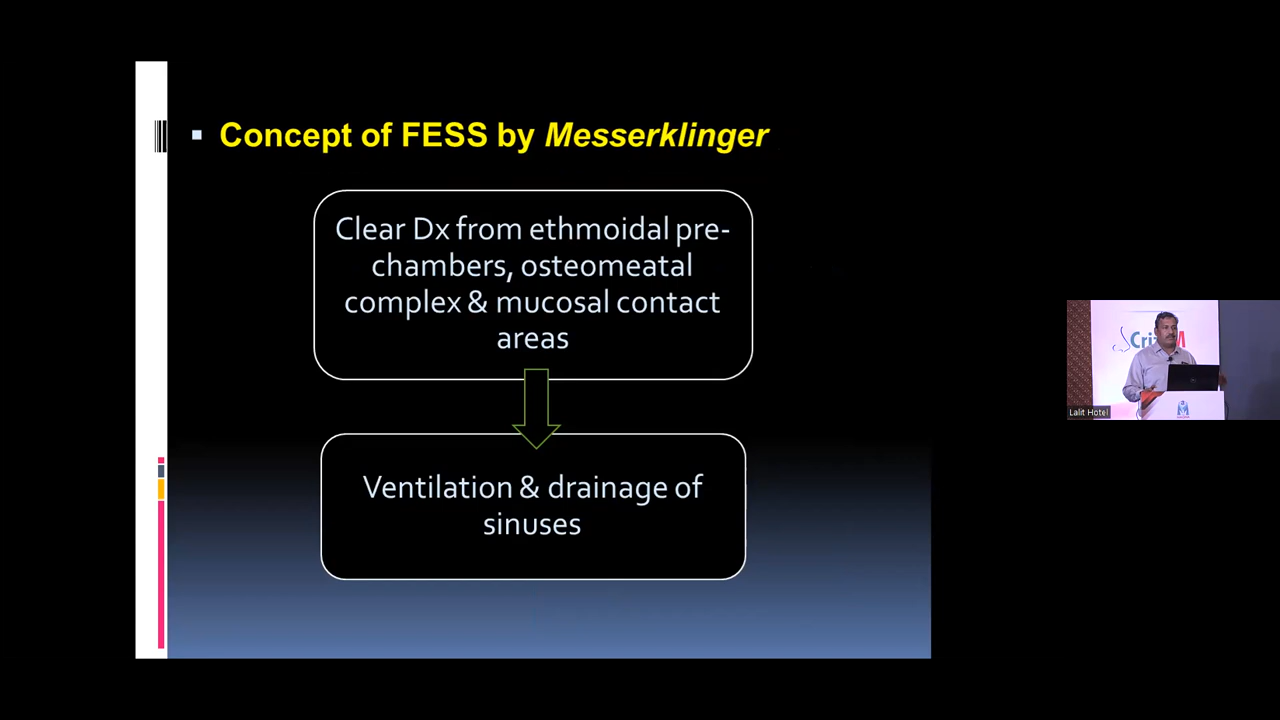 Concept of FESS by Messerklinger
Clear Dx from ethmoidal pre-
chambers, osteomeatal
complex & mucosal contact
areas
Ventilation & drainage of
sinuses
Lalit Hotel